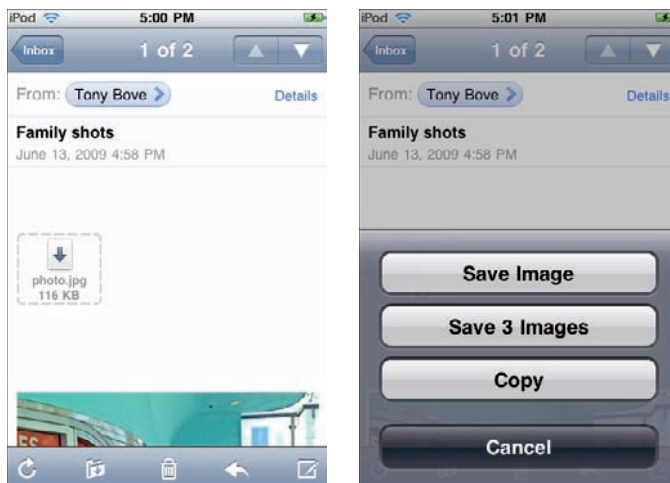 iPod 5:00 PM
Inbox 1 of 2
From: Tony Bove Details
Family shots
June 13, 2009 4:58 PM
photo.jpg
116 KB
ES
iPod 5:01 PM
Inbox 1 of 2
From: Tony Bove Details
Family shots
June 13, 2009 4:58 PM
Save Image
Save 3 Images
Copy
Cancel